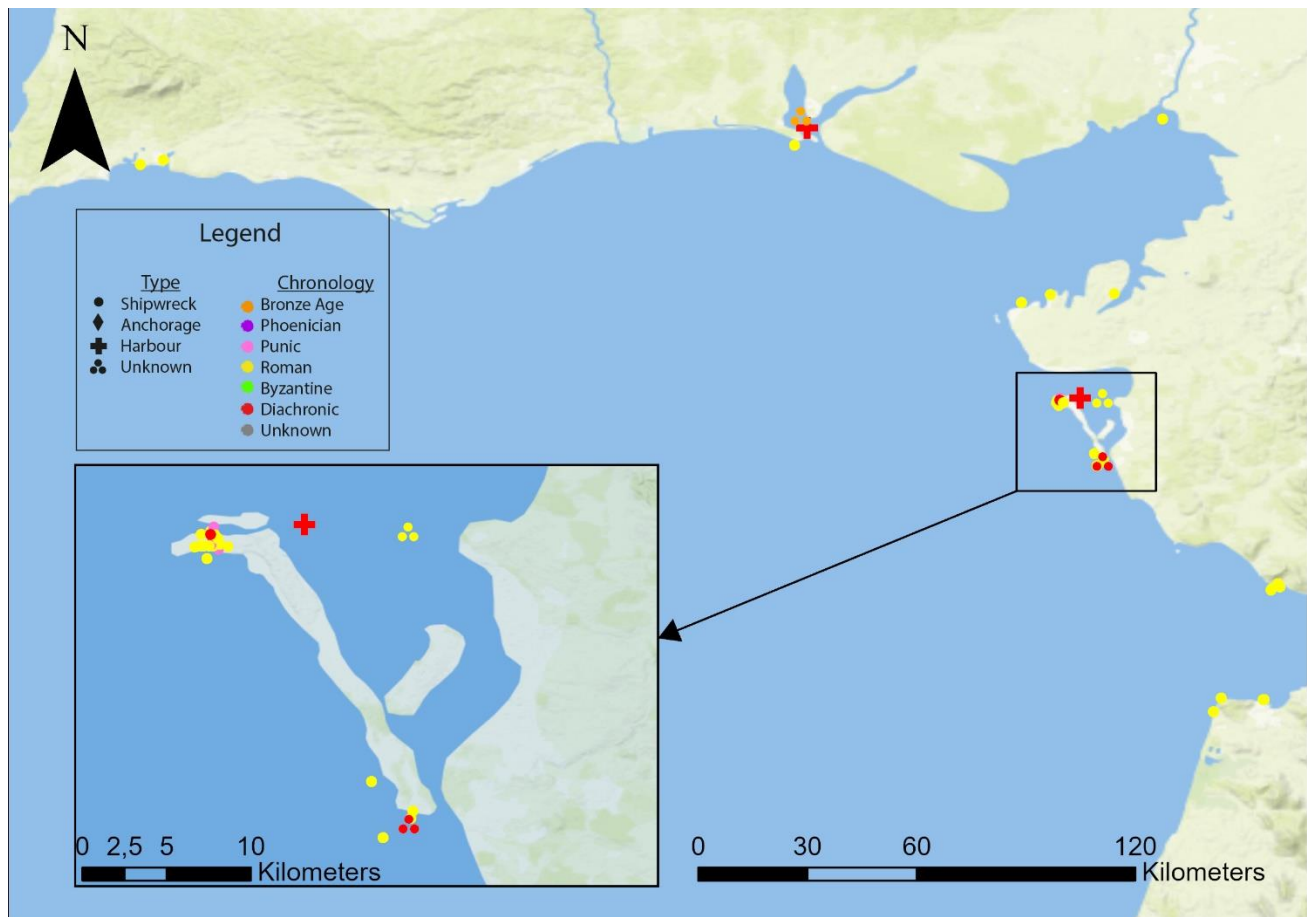 N
Legend
Type
Shipwreck
Anchorage
Harbour
Unknown
Chronology
Bronze Age
Phoenician
Punic
Roman
Byzantine
Diachronic
Unknown
0 2,5 5 10
Kilometers
0 30 60 120
Kilometers